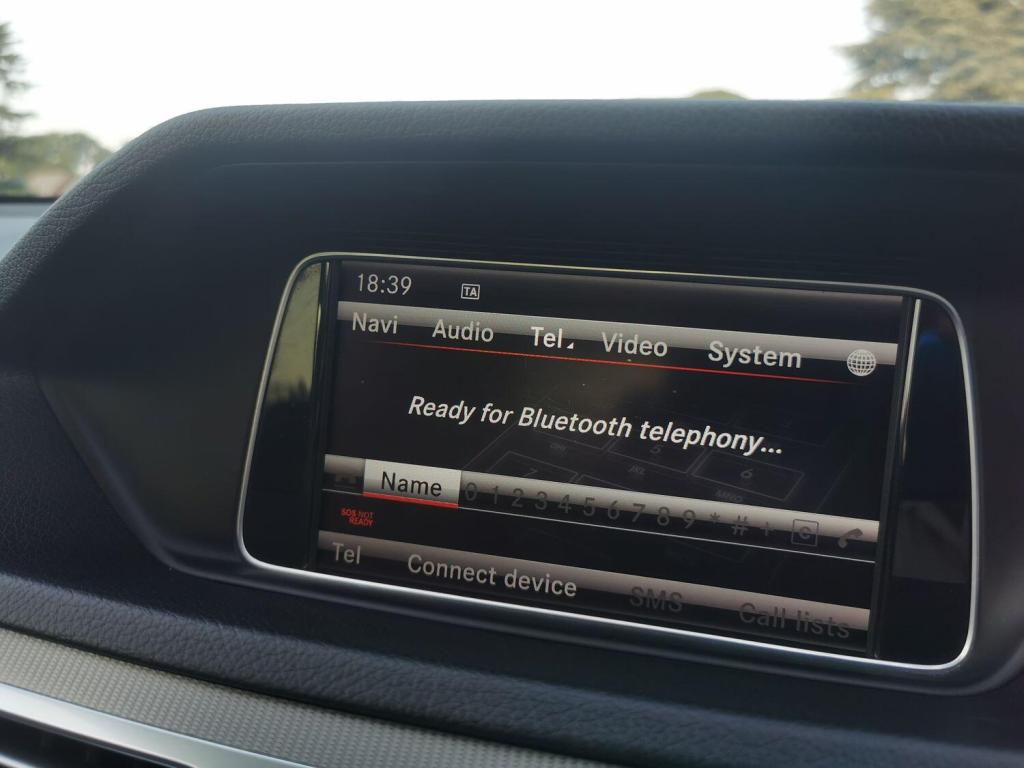 18:39 TA
Navi Audio Tel Video System
Ready for Bluetooth telephony...
Name 0 1 2 3 4 5 6 7 8 9 * # + C
SOS NOT
READY
Tel Connect device SMS Call lists